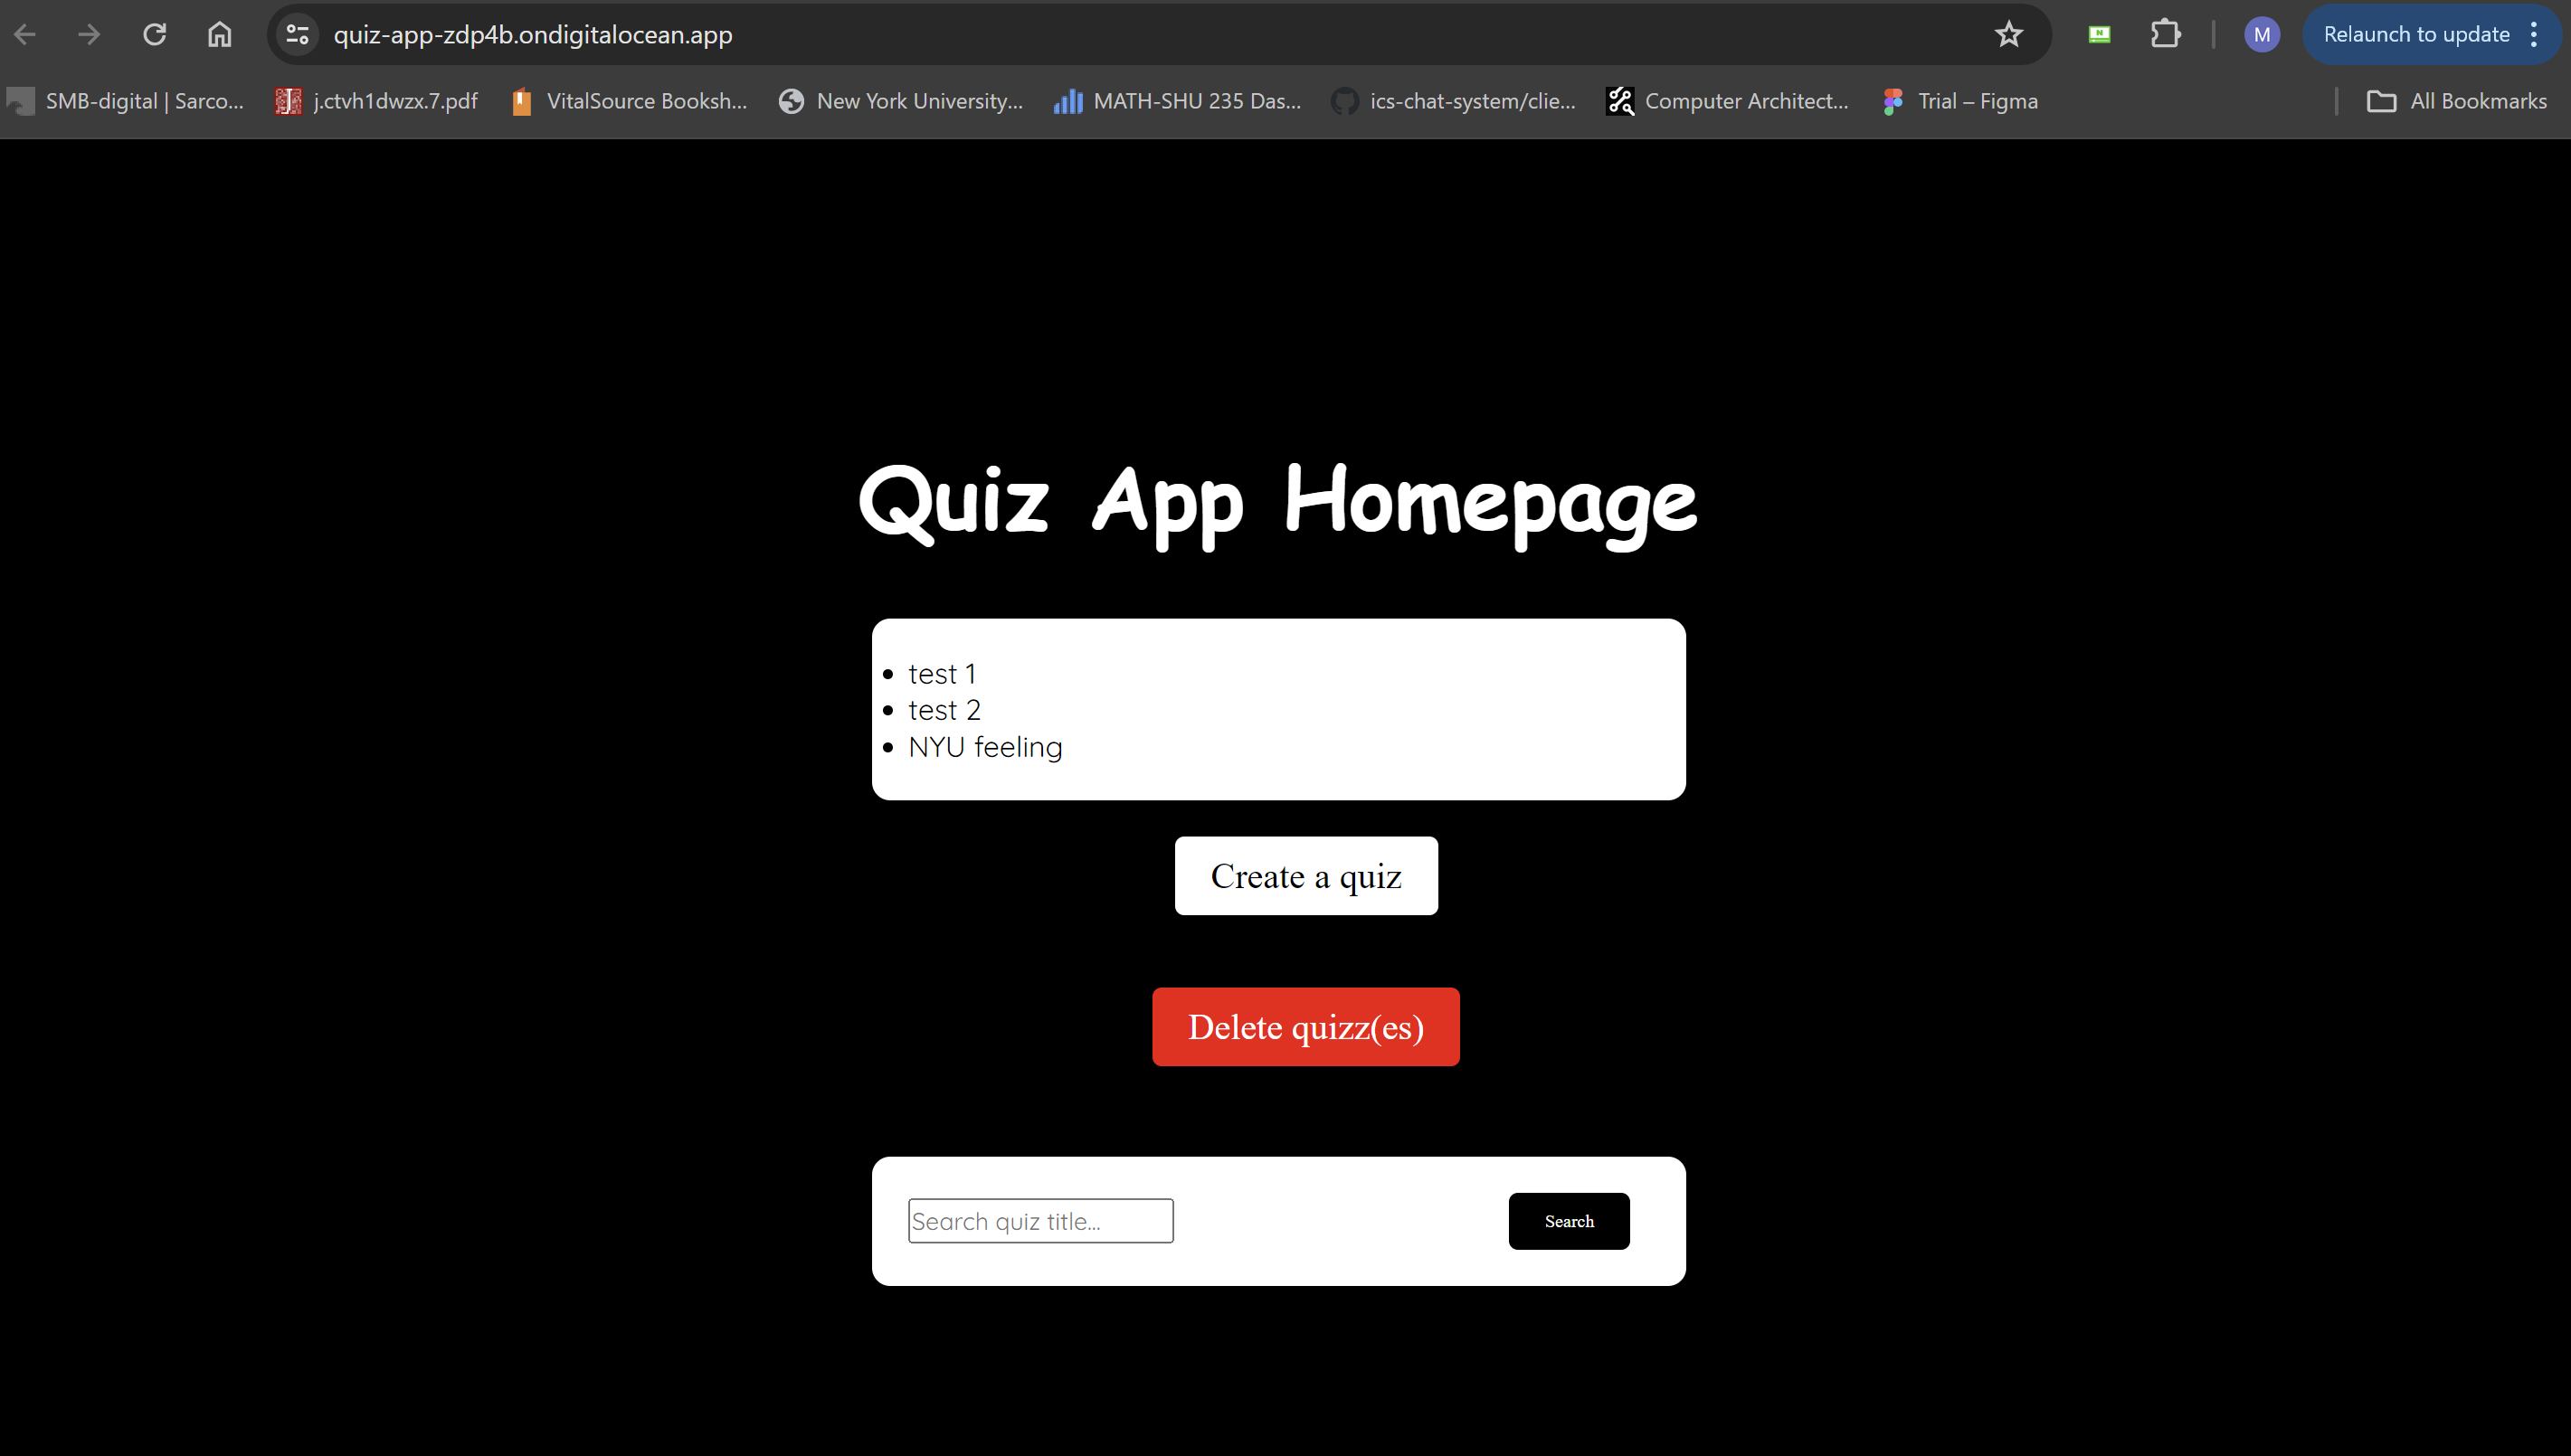 quiz-app-zdp4b.ondigitalocean.app
M
Relaunch to update
SMB-digital | Sarco...
j.ctvh1dwzx.7.pdf
VitalSource Booksh...
New York University...
MATH-SHU 235 Das...
ics-chat-system/clie...
Computer Architect...
Trial – Figma
All Bookmarks
Quiz App Homepage
test 1
test 2
NYU feeling
Create a quiz
Delete quizz(es)
Search quiz title...
Search